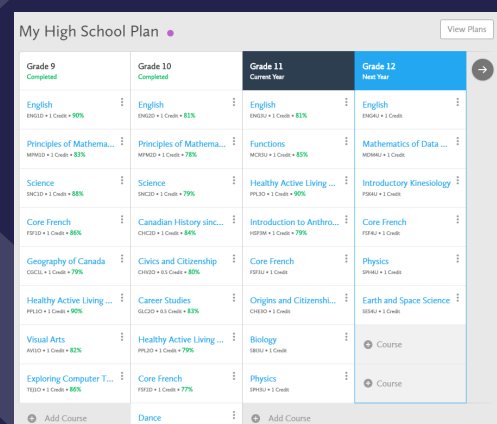 My High School Plan
View Plans
Grade 9
Completed
Grade 10
Completed
Grade 11
Current Year
Grade 12
Next Year
English
ENG1D • 1 Credit • 90%
English
ENG2D • 1 Credit • 81%
English
ENG3U • 1 Credit • 81%
English
ENG4U • 1 Credit
Principles of Mathema...
MPM1D • 1 Credit • 83%
Principles of Mathema...
MPM2D • 1 Credit • 78%
Functions
MCR3U • 1 Credit • 85%
Mathematics of Data ...
MDM4U • 1 Credit
Science
SNC1D • 1 Credit • 88%
Science
SNC2D • 1 Credit • 79%
Healthy Active Living ...
PPL3O • 1 Credit • 90%
Introductory Kinesiology
PSK4U • 1 Credit
Core French
FSF1D • 1 Credit • 86%
Canadian History sinc...
CHC2D • 1 Credit • 84%
Introduction to Anthro...
HSP3M • 1 Credit • 79%
Core French
FSF4U • 1 Credit
Geography of Canada
CGC1L • 1 Credit • 79%
Civics and Citizenship
CHV2O • 0.5 Credit • 80%
Core French
FSF3U • 1 Credit
Physics
SPH4U • 1 Credit
Healthy Active Living ...
PPL1O • 1 Credit • 90%
Career Studies
GLC2O • 0.5 Credit • 83%
Origins and Citizenshi...
CHE3O • 1 Credit
Earth and Space Science
SES4U • 1 Credit
Visual Arts
AVI1O • 1 Credit • 82%
Healthy Active Living ...
PPL2O • 1 Credit • 79%
Biology
SBI3U • 1 Credit
Course
Exploring Computer T...
TEJ1O • 1 Credit • 86%
Core French
FSF2D • 1 Credit • 77%
Physics
SPH3U • 1 Credit
Course
Add Course
Dance
Add Course